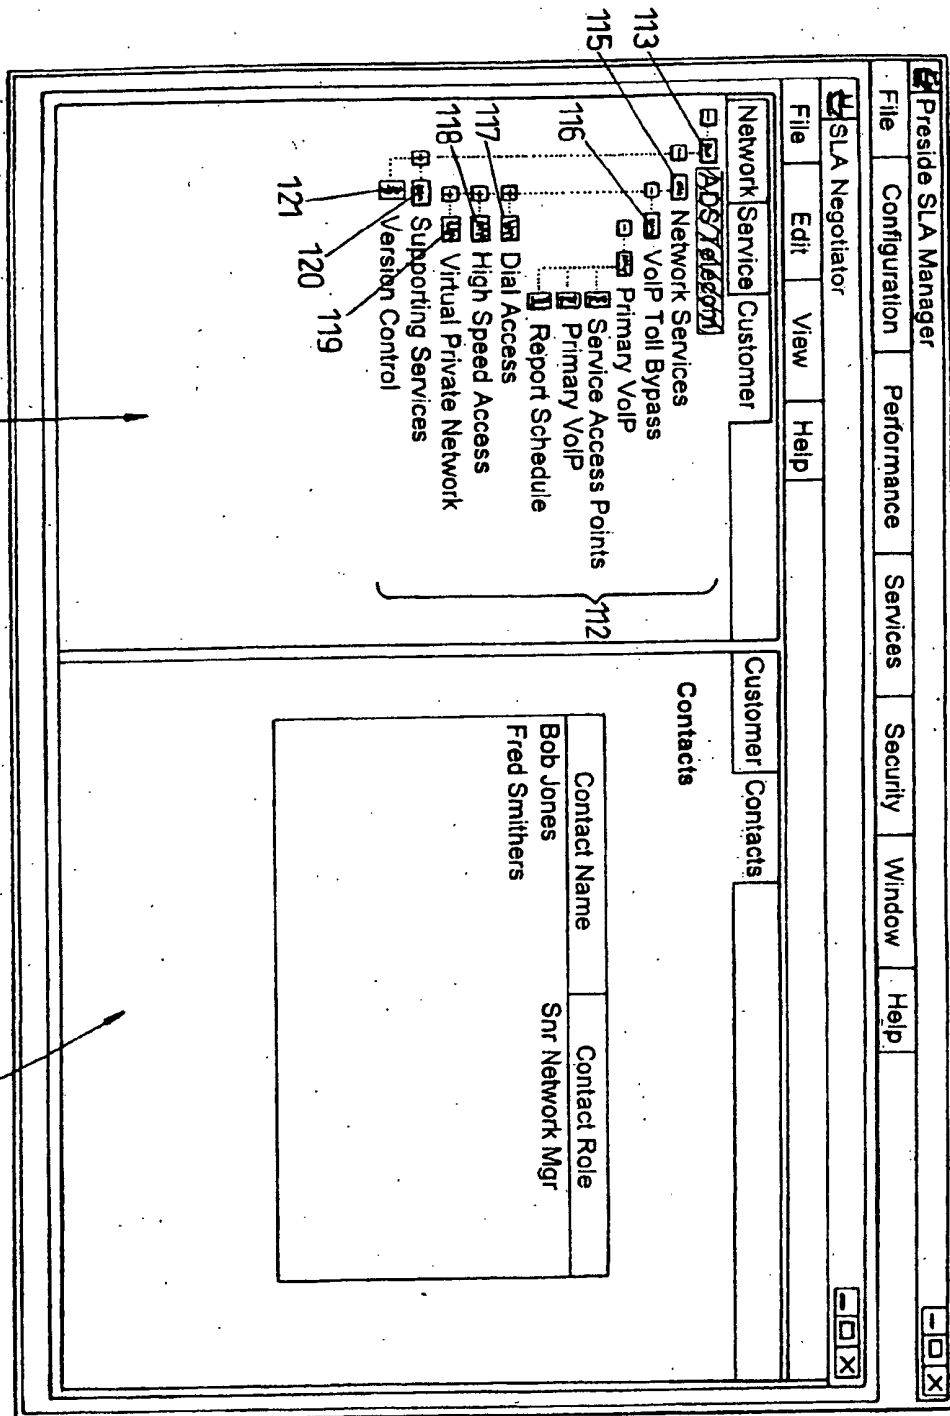 Preside SLA Manager
File Configuration Performance Services Security Window Help
SLA Negotiator
File Edit View Help
Network Service Customer
ADS Telecom
Network Services
VoIP Toll Bypass
Primary VoIP
Service Access Points
Primary VoIP
Report Schedule
Dial Access
High Speed Access
Virtual Private Network
Supporting Services
Version Control
113
115
116
117
118
121
120
119
112
Customer Contacts
Contacts
Contact Name Contact Role
Bob Jones Snr Network Mgr
Fred Smithers